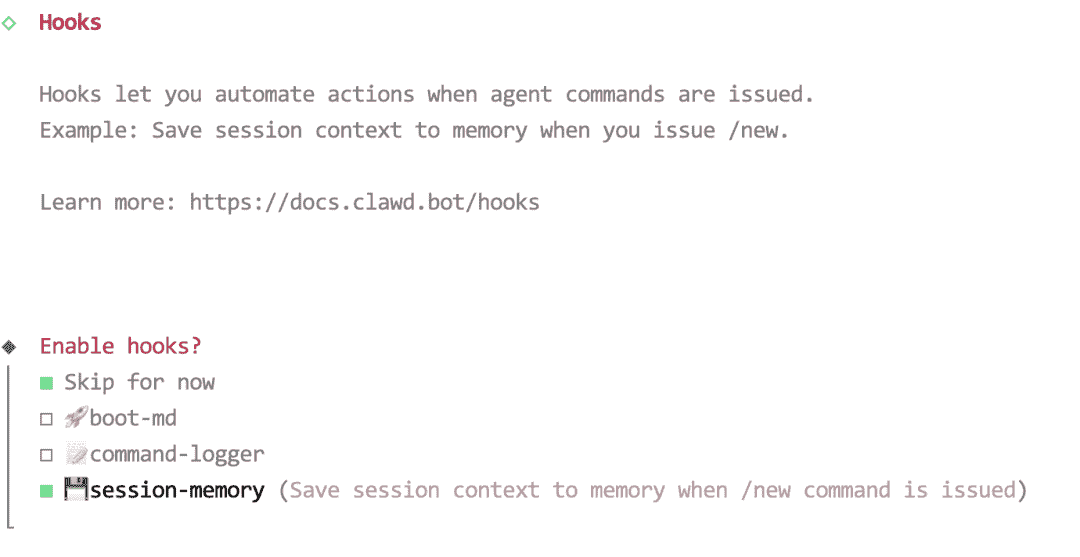 Hooks
Hooks let you automate actions when agent commands are issued.
Example: Save session context to memory when you issue /new.
Learn more: https://docs.clawd.bot/hooks
Enable hooks?
Skip for now
🚀boot-md
📝command-logger
💾session-memory (Save session context to memory when /new command is issued)